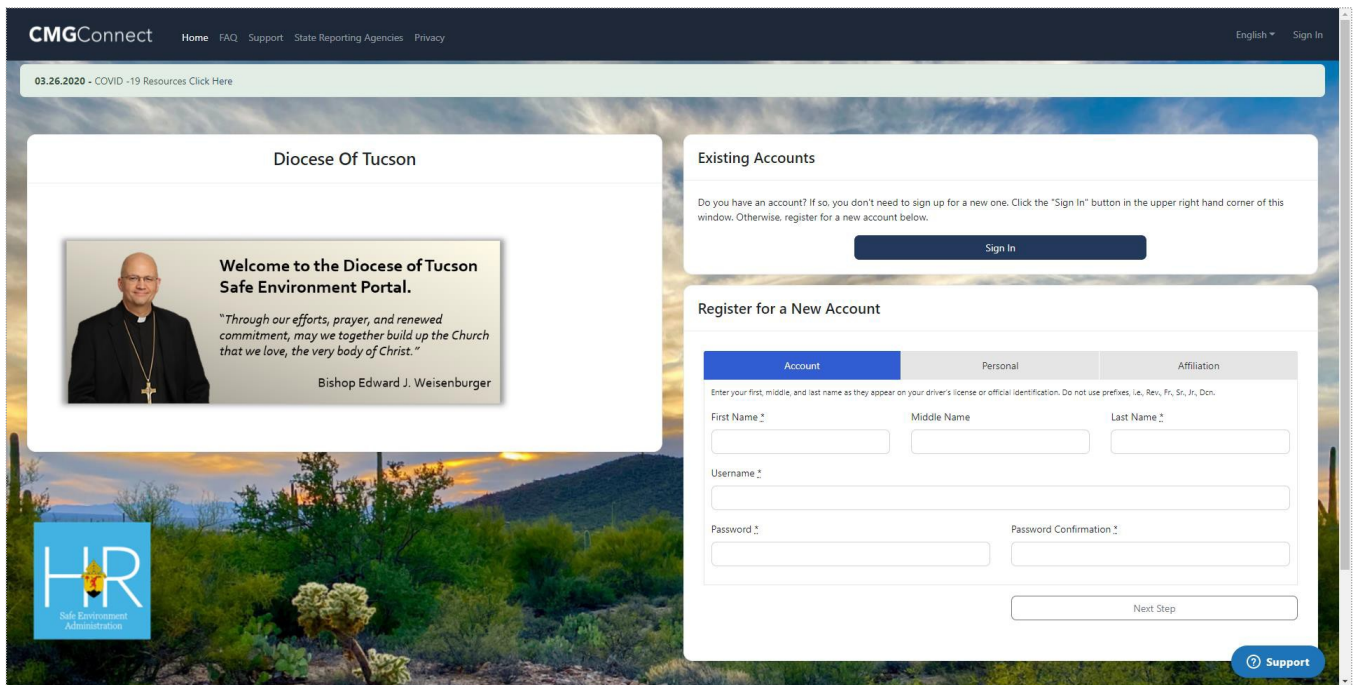 CMGConnect Home FAQ Support State Reporting Agencies Privacy English Sign In
03.26.2020 - COVID -19 Resources Click Here
Diocese Of Tucson
Welcome to the Diocese of Tucson
Safe Environment Portal.
"Through our efforts, prayer, and renewed
commitment, may we together build up the Church
that we love, the very body of Christ."
Bishop Edward J. Weisenburger
HR
Safe Environment
Administration
Existing Accounts
Do you have an account? If so, you don't need to sign up for a new one. Click the "Sign In" button in the upper right hand corner of this
window. Otherwise, register for a new account below.
Sign In
Register for a New Account
Account Personal Affiliation
Enter your first, middle, and last name as they appear on your driver's license or official identification. Do not use prefixes, i.e., Rev., Fr., Sr., Jr., Dcn.
First Name * Middle Name Last Name *
Username *
Password * Password Confirmation *
Next Step
Support